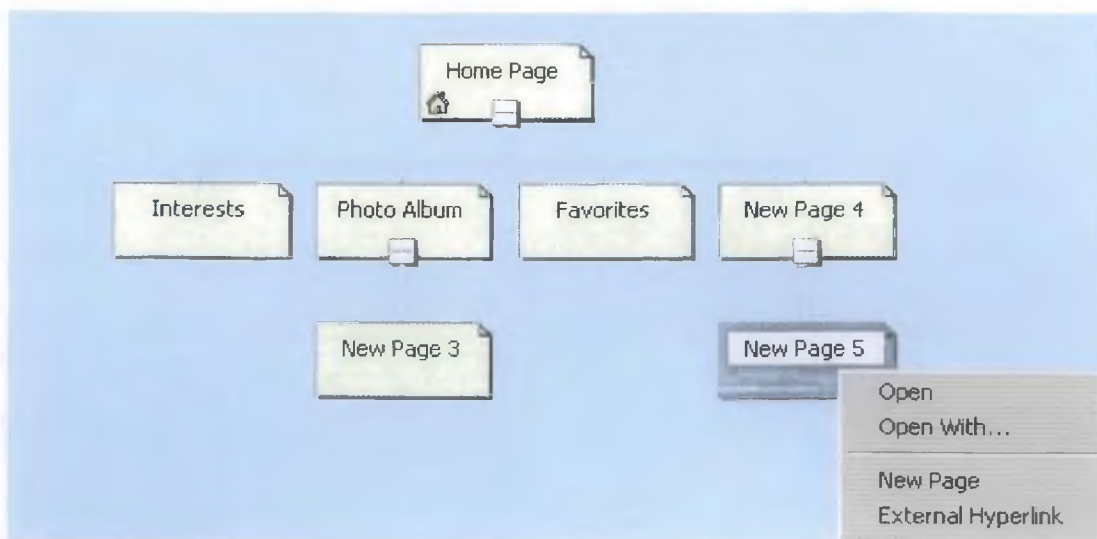 Home Page
Interests
Photo Album
Favorites
New Page 4
New Page 3
New Page 5
Open
Open With...
New Page
External Hyperlink